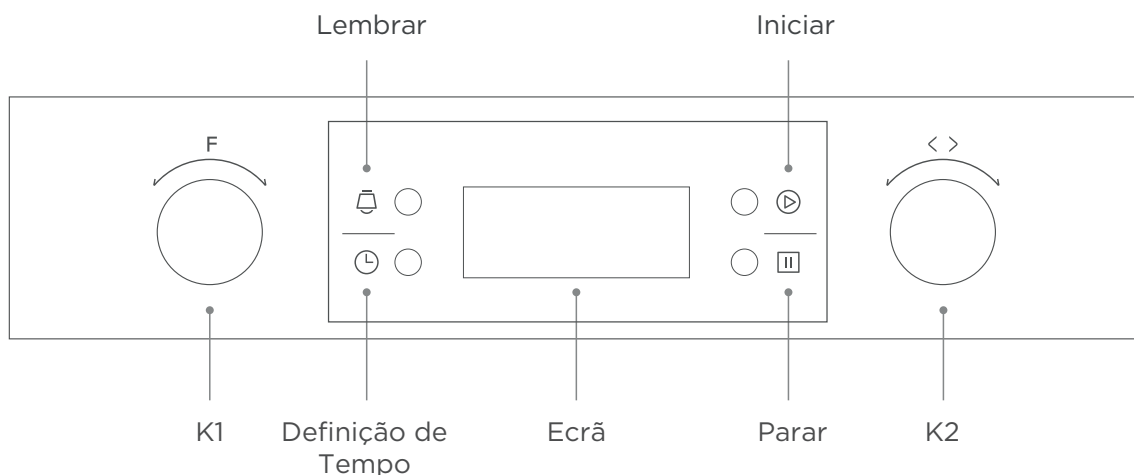 Lembrar
Iniciar
F
< >
K1
Definição de
Tempo
Ecrã
Parar
K2